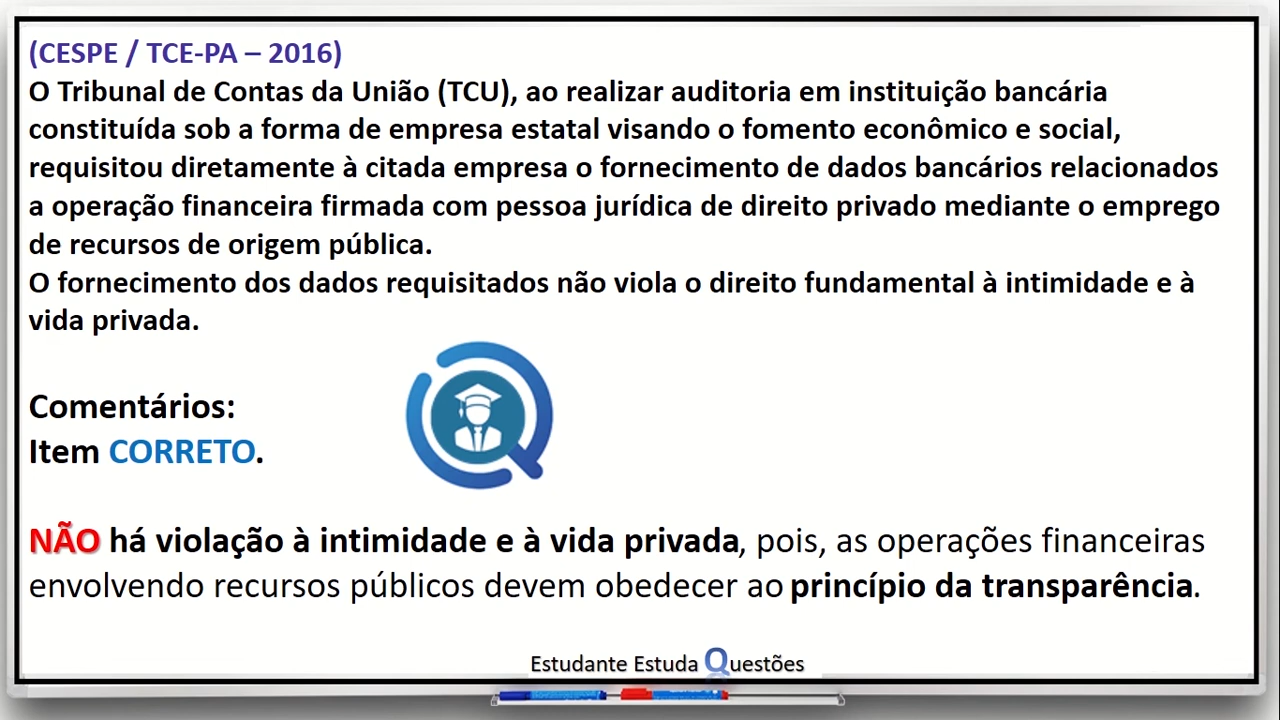 (CESPE / TCE-PA – 2016)
O Tribunal de Contas da União (TCU), ao realizar auditoria em instituição bancária
constituída sob a forma de empresa estatal visando o fomento econômico e social,
requisitou diretamente à citada empresa o fornecimento de dados bancários relacionados
a operação financeira firmada com pessoa jurídica de direito privado mediante o emprego
de recursos de origem pública.
O fornecimento dos dados requisitados não viola o direito fundamental à intimidade e à
vida privada.
Comentários:
Item CORRETO.
NÃO há violação à intimidade e à vida privada, pois, as operações financeiras
envolvendo recursos públicos devem obedecer ao princípio da transparência.
Estudante Estuda Questões